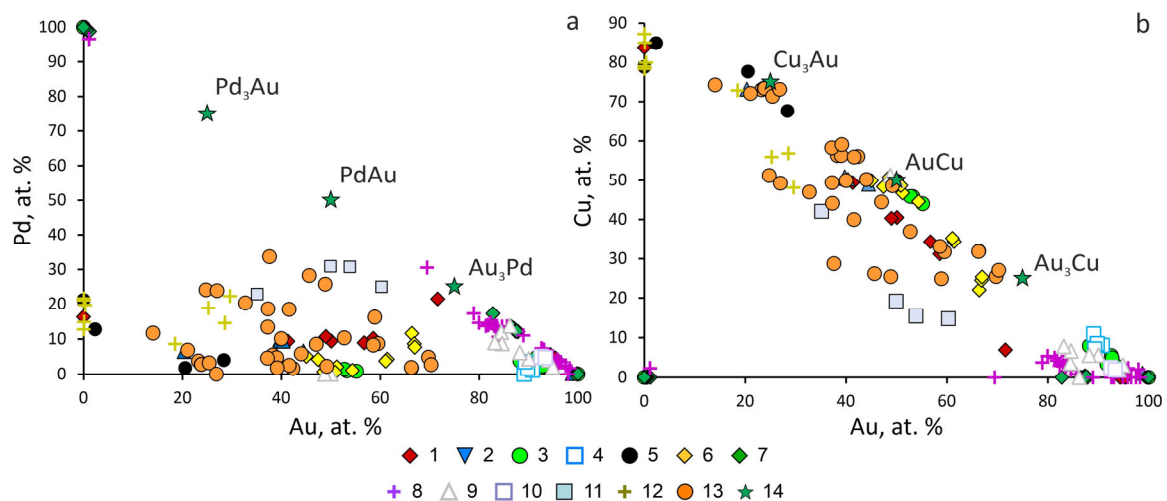 a
Pd, at. %
100
90
80
70
60
50
40
30
20
10
0
Pd₃Au
PdAu
Au₃Pd
0 20 40 60 80 100
Au, at. %
b
Cu, at. %
90
80
70
60
50
40
30
20
10
0
Cu₃Au
AuCu
Au₃Cu
0 20 40 60 80 100
Au, at. %
1 2 3 4 5 6 7
8 9 10 11 12 13 14